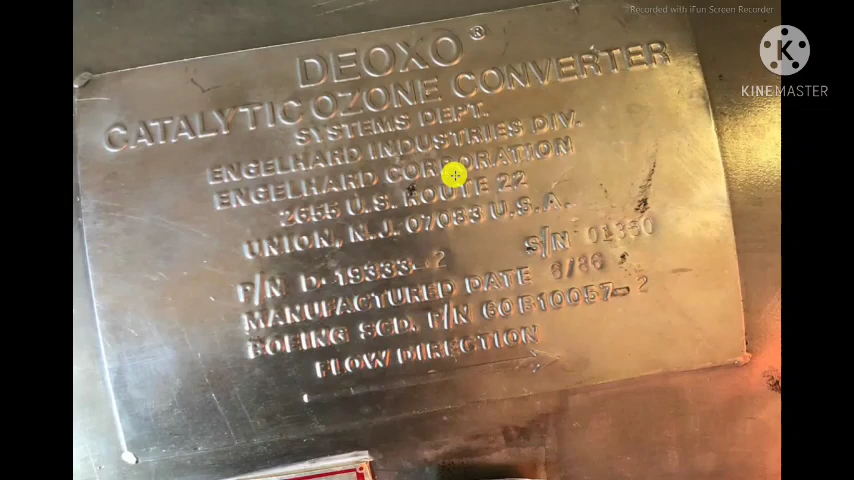 Recorded with iFun Screen Recorder
KINEMASTER
DEOXO®
CATALYTIC OZONE CONVERTER
SYSTEMS DEPT.
ENGELHARD INDUSTRIES DIV.
ENGELHARD CORPORATION
2655 U.S. ROUTE 22
UNION, N.J. 07083 U.S.A.
P/N D-19333-2 S/N 01330
MANUFACTURED DATE 6/86
BOEING SCD. P/N 60B10057-2
FLOW DIRECTION